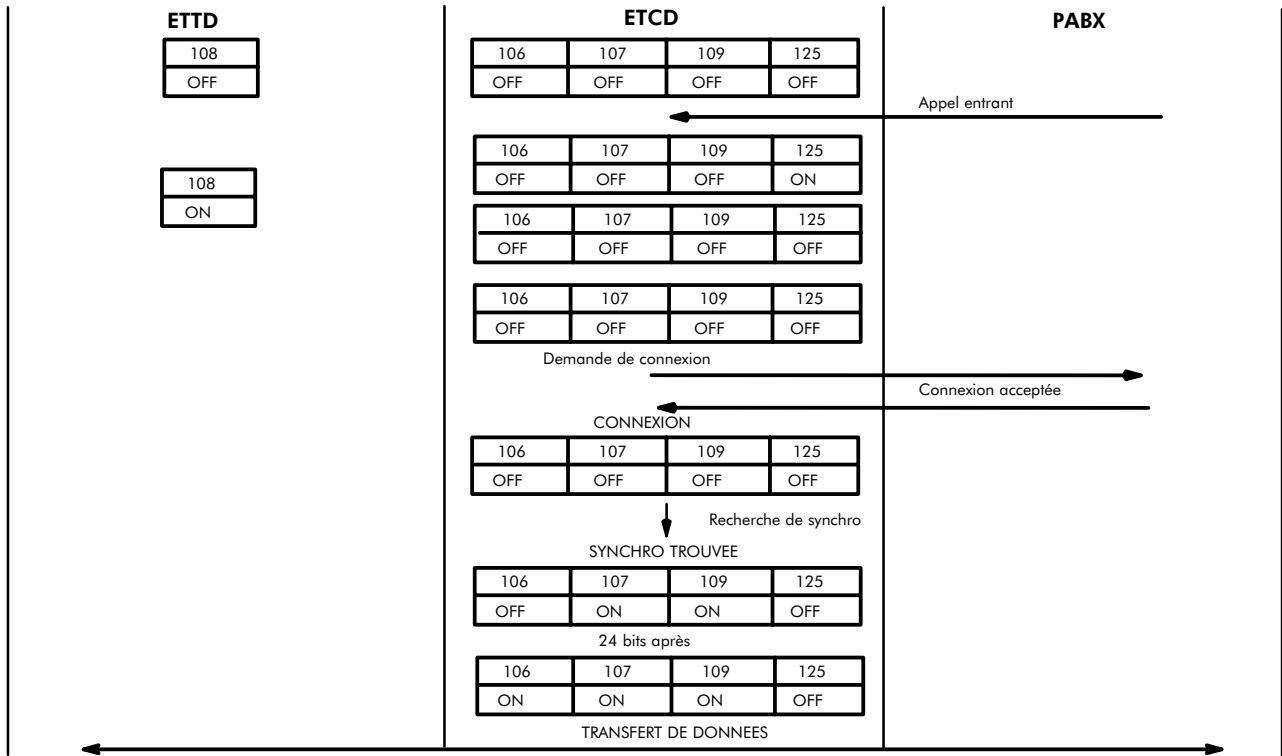 ETTD ETCD PABX
108 106 107 109 125
OFF OFF OFF OFF OFF
Appel entrant
106 107 109 125
OFF OFF OFF ON
108
ON
106 107 109 125
OFF OFF OFF OFF
106 107 109 125
OFF OFF OFF OFF
Demande de connexion
Connexion acceptée
CONNEXION
106 107 109 125
OFF OFF OFF OFF
Recherche de synchro
SYNCHRO TROUVEE
106 107 109 125
OFF ON ON OFF
24 bits après
106 107 109 125
ON ON ON OFF
TRANSFERT DE DONNEES